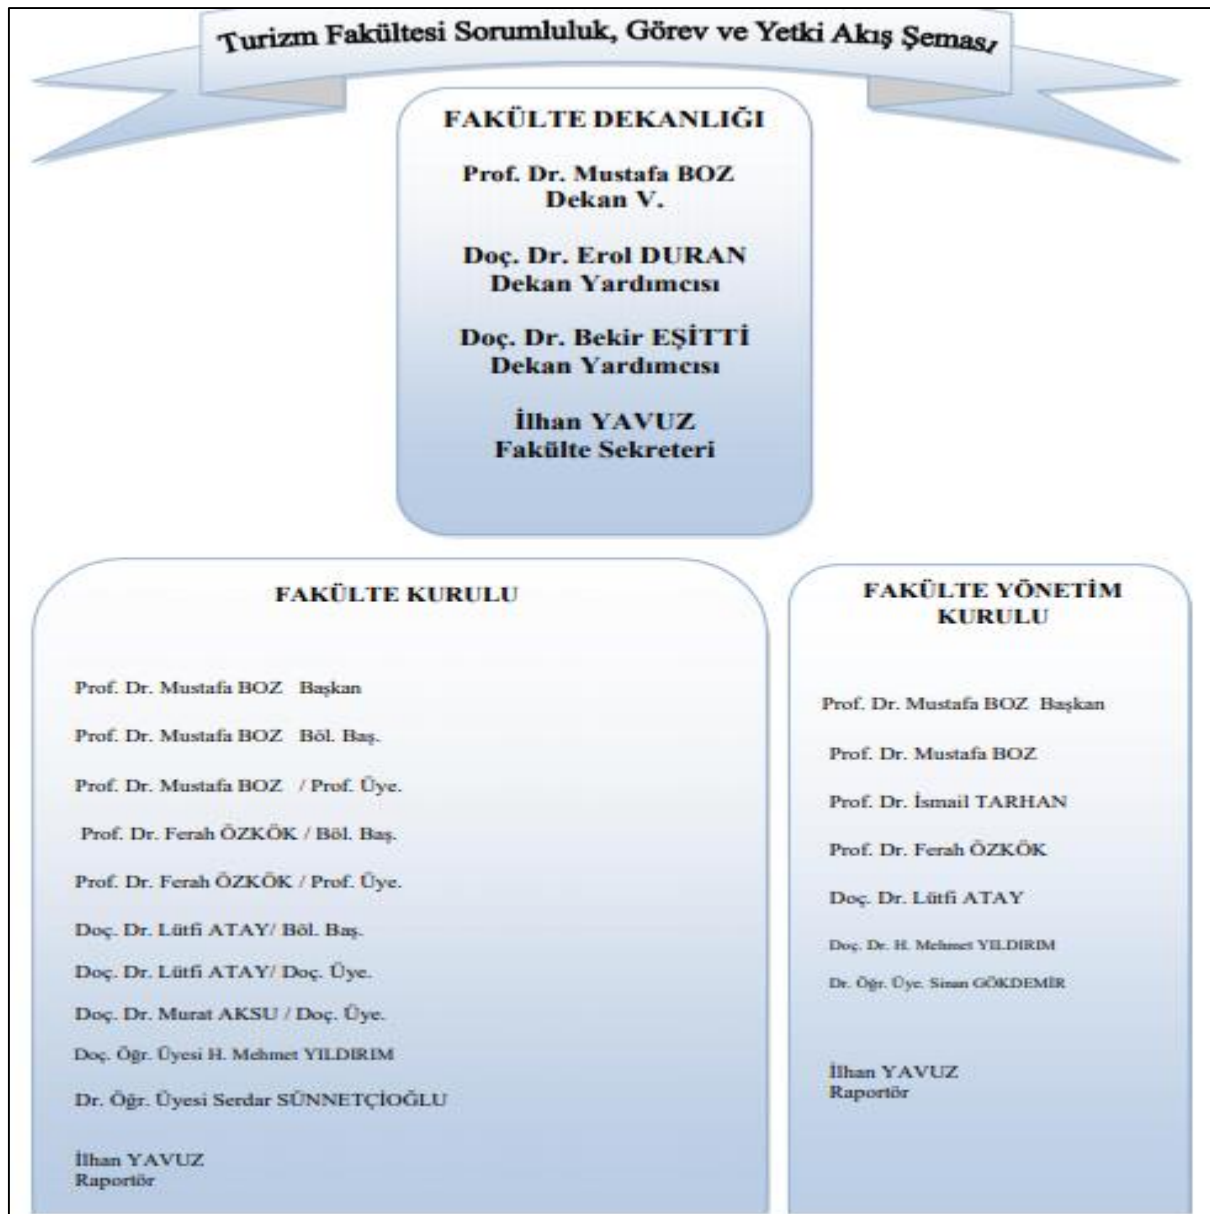 Turizm Fakültesi Sorumluluk, Görev ve Yetki Akış Şeması
FAKÜLTE DEKANLIĞI
Prof. Dr. Mustafa BOZ
Dekan V.
Doç. Dr. Erol DURAN
Dekan Yardımcısı
Doç. Dr. Bekir EŞİTTİ
Dekan Yardımcısı
İlhan YAVUZ
Fakülte Sekreteri
FAKÜLTE KURULU
Prof. Dr. Mustafa BOZ Başkan
Prof. Dr. Mustafa BOZ Böl. Baş.
Prof. Dr. Mustafa BOZ / Prof. Üye.
Prof. Dr. Ferah ÖZKÖK / Böl. Baş.
Prof. Dr. Ferah ÖZKÖK / Prof. Üye.
Doç. Dr. Lütfi ATAY/ Böl. Baş.
Doç. Dr. Lütfi ATAY/ Doç. Üye.
Doç. Dr. Murat AKSU / Doç. Üye.
Doç. Öğr. Üyesi H. Mehmet YILDIRIM
Dr. Öğr. Üyesi Serdar SÜNNETÇİOĞLU
İlhan YAVUZ
Raportör
FAKÜLTE YÖNETİM
KURULU
Prof. Dr. Mustafa BOZ Başkan
Prof. Dr. Mustafa BOZ
Prof. Dr. İsmail TARHAN
Prof. Dr. Ferah ÖZKÖK
Doç. Dr. Lütfi ATAY
Doç. Dr. H. Mehmet YILDIRIM
Dr. Öğr. Üye. Sinan GÖKDEMİR
İlhan YAVUZ
Raportör